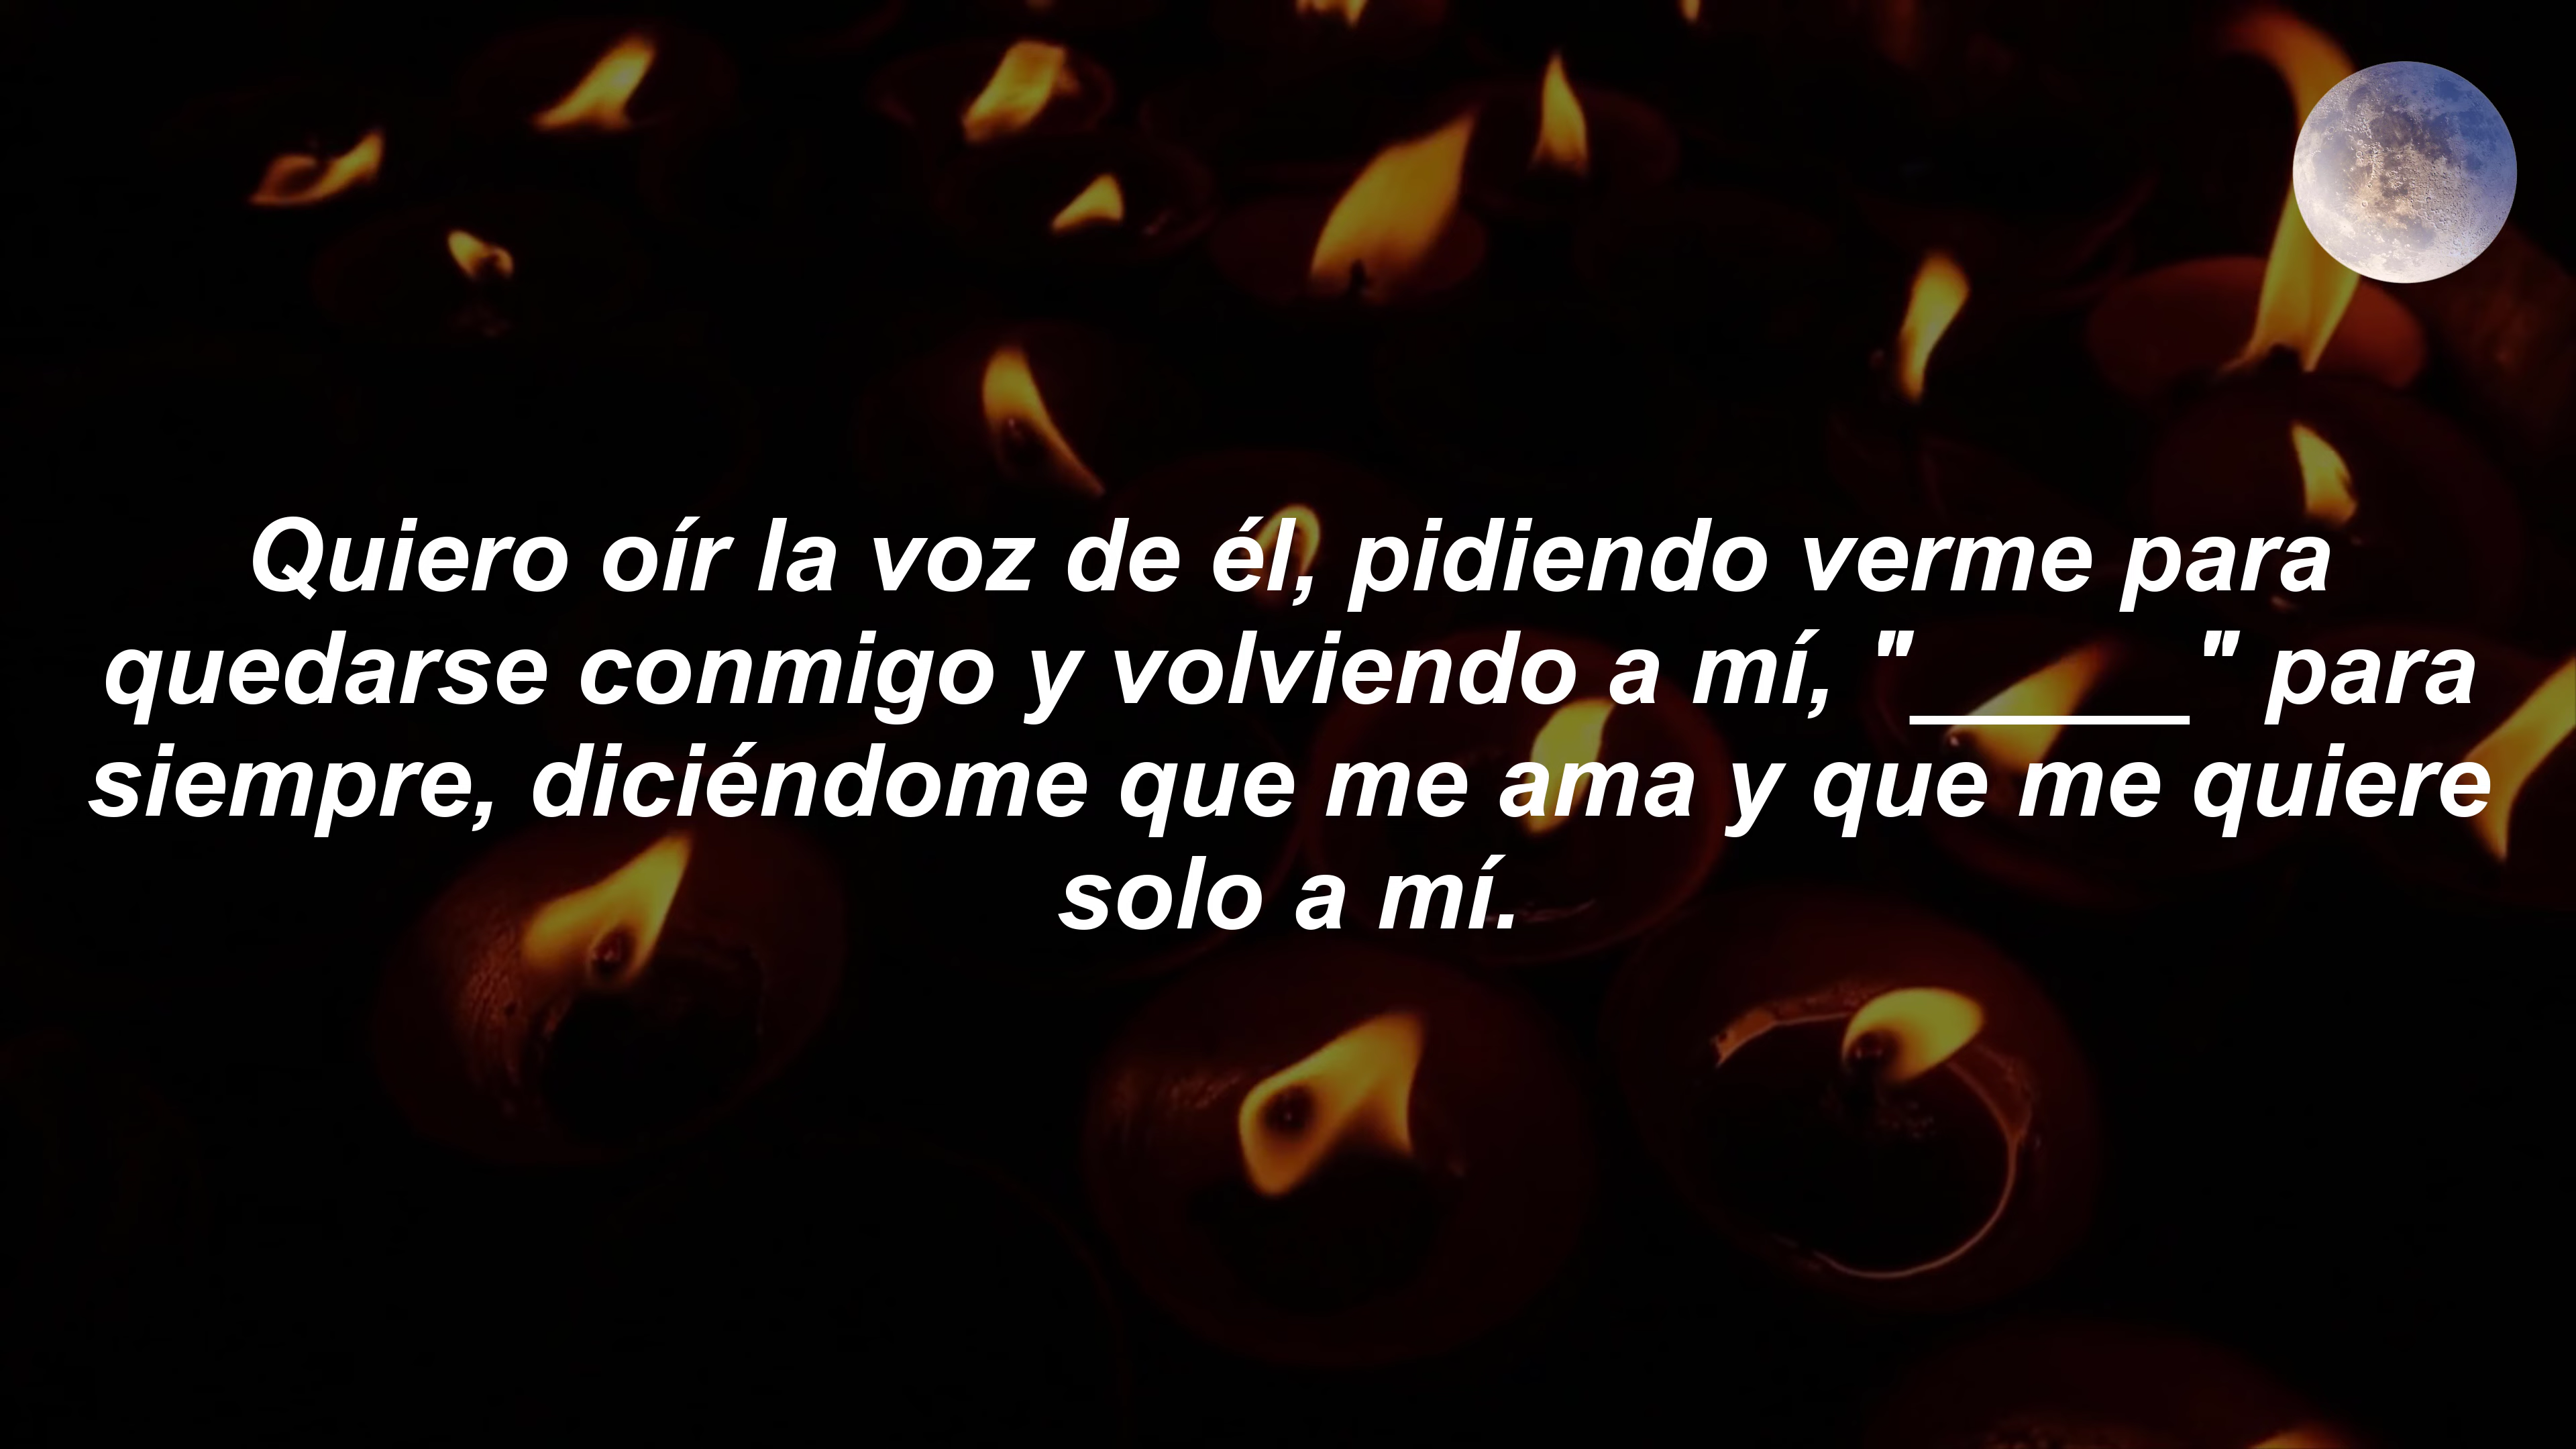 Quiero oír la voz de él, pidiendo verme para
quedarse conmigo y volviendo a mí, "_____" para
siempre, diciéndome que me ama y que me quiere
solo a mí.